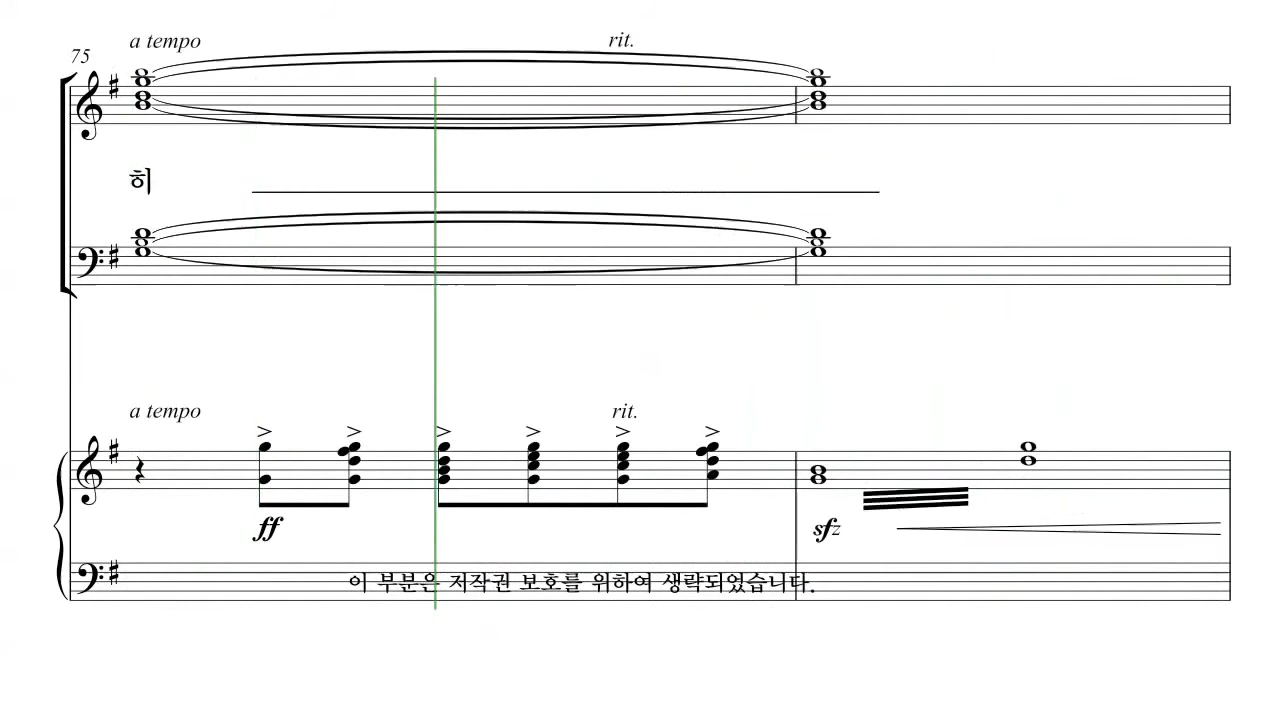 a tempo rit.
75
히
a tempo rit.
ff sfz
이 부분은 저작권 보호를 위하여 생략되었습니다.